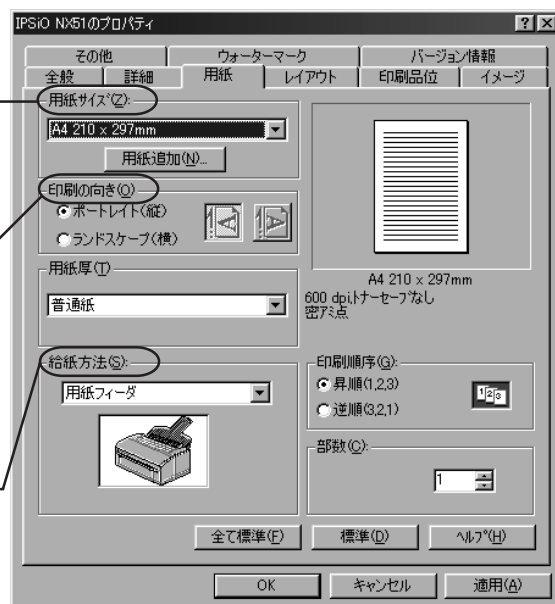 IPSiO NX51のプロパティ
その他 ウォーターマーク バージョン情報
全般 詳細 用紙 レイアウト 印刷品位 イメージ
用紙サイズ(Z):
A4 210 x 297mm
用紙追加(N)...
印刷の向き(O)
ポートレイト(縦)
ランドスケープ(横)
用紙厚(T)
普通紙
給紙方法(S):
用紙フィーダ
A4 210 x 297mm
600 dpi,トナーセーブなし
密アミ点
印刷順序(G):
昇順(1,2,3)
逆順(3,2,1)
部数(C):
1
全て標準(F) 標準(D) ヘルプ(H)
OK キャンセル 適用(A)